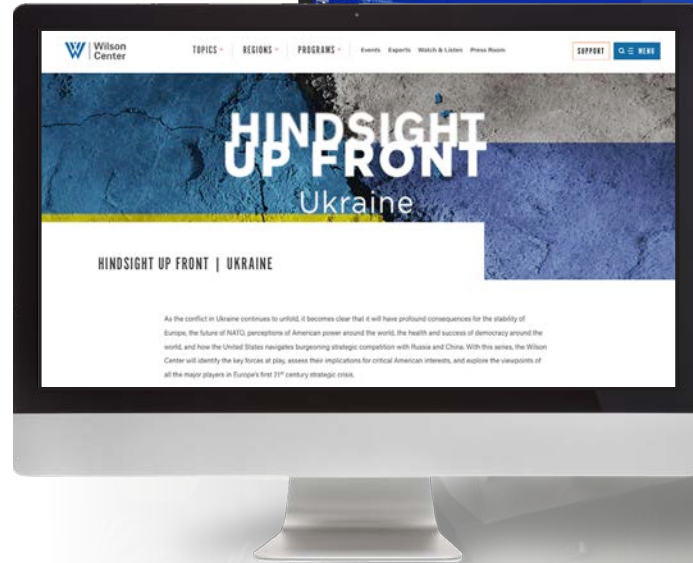 Wilson
Center
TOPICS
REGIONS
PROGRAMS
Events Experts Watch & Listen Press Room
SUPPORT
MENU
HINDSIGHT
UP FRONT
Ukraine
HINDSIGHT UP FRONT | UKRAINE
As the conflict in Ukraine continues to unfold, it becomes clear that it will have profound consequences for the stability of
Europe, the future of NATO, perceptions of American power around the world, the health and success of democracy around the
world, and how the United States navigates burgeoning strategic competition with Russia and China. With this series, the Wilson
Center will identify the key forces at play, assess their implications for critical American interests, and explore the viewpoints of
all the major players in Europe's first 21st century strategic crisis.